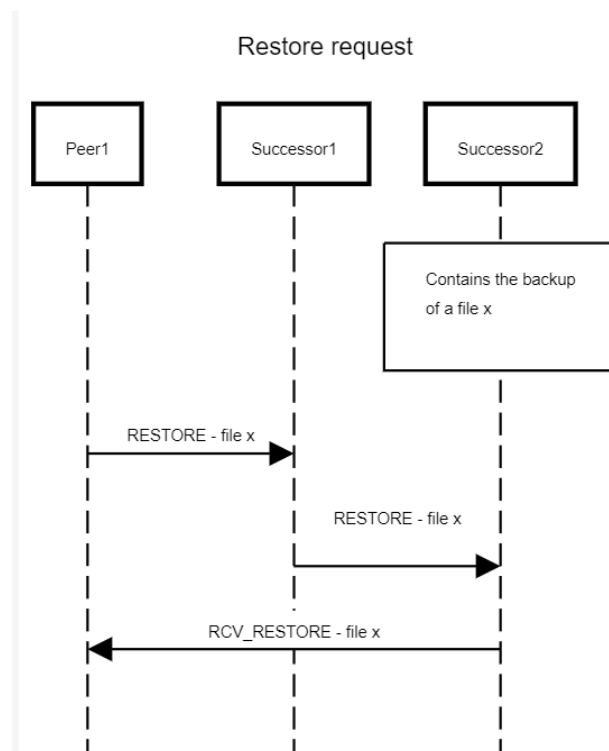 Restore request
Peer1
Successor1
Successor2
Contains the backup
of a file x
RESTORE - file x
RESTORE - file x
RCV_RESTORE - file x